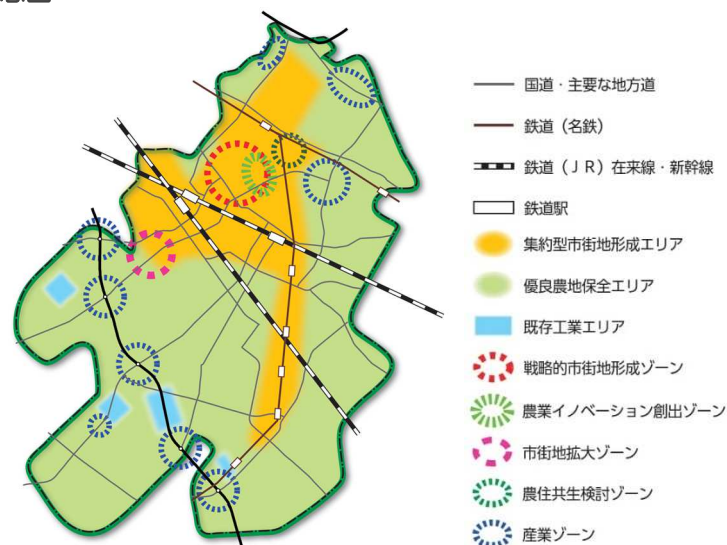 国道・主要な地方道
鉄道（名鉄）
鉄道（ＪＲ）在来線・新幹線
鉄道駅
集約型市街地形成エリア
優良農地保全エリア
既存工業エリア
戦略的市街地形成ゾーン
農業イノベーション創出ゾーン
市街地拡大ゾーン
農住共生検討ゾーン
産業ゾーン